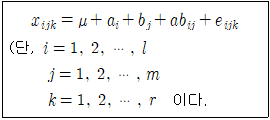 x_{ijk} = μ + a_i + b_j + ab_{ij} + e_{ijk}
(단, i = 1, 2, ⋯ , l
j = 1, 2, ⋯ , m
k = 1, 2, ⋯ , r 이다.